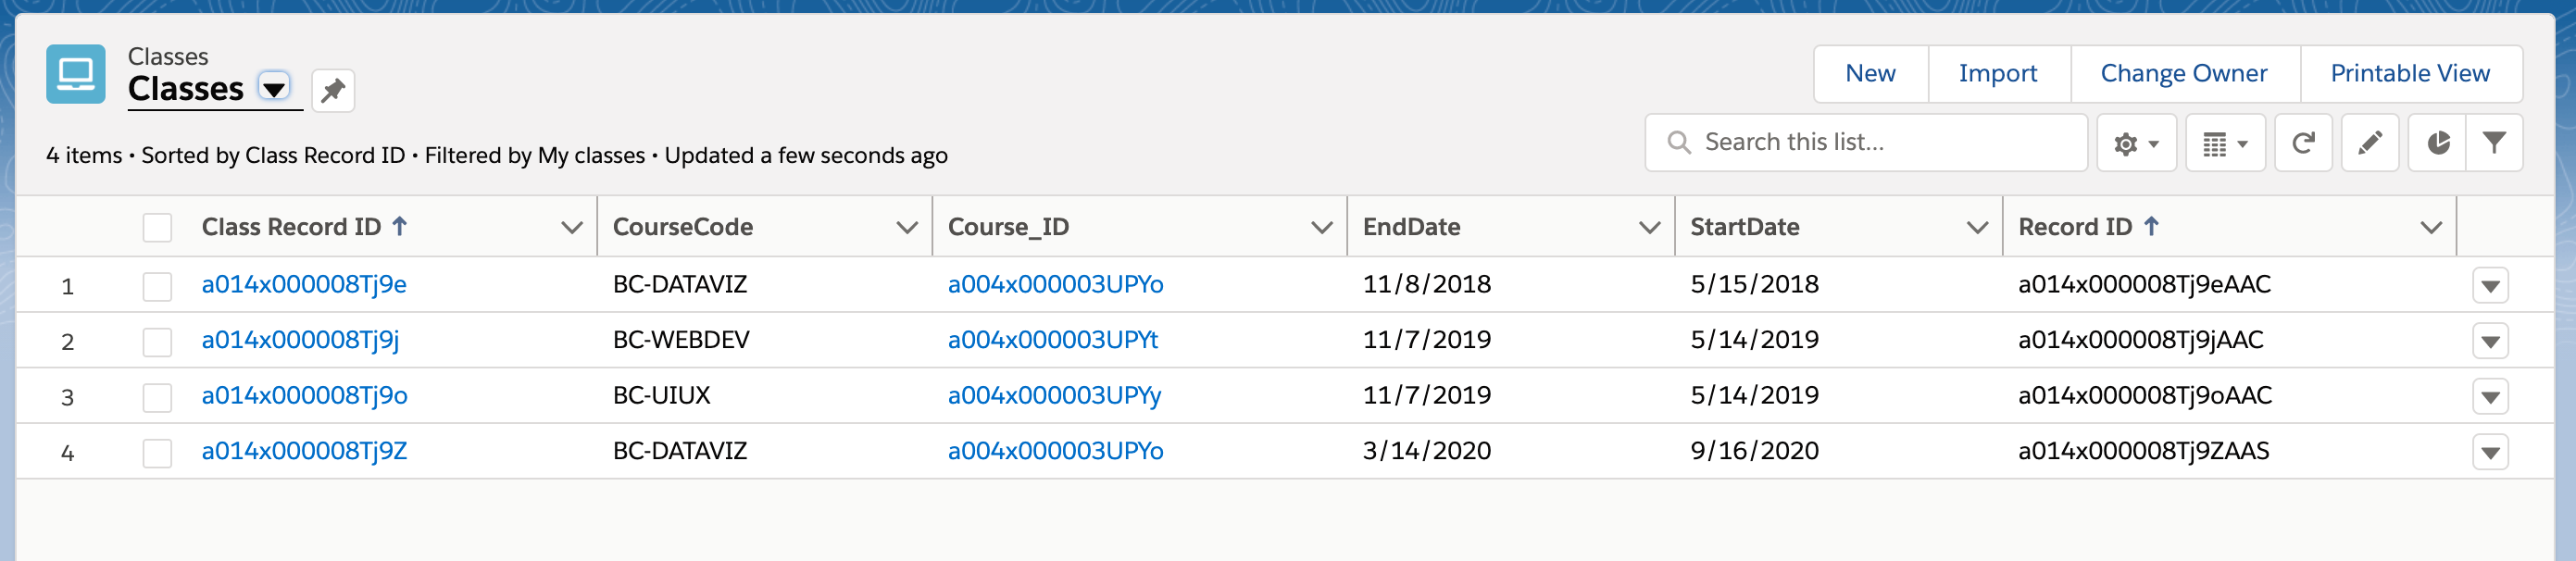 Classes
Classes
New Import Change Owner Printable View
4 items • Sorted by Class Record ID • Filtered by My classes • Updated a few seconds ago
Search this list...
Class Record ID CourseCode Course_ID EndDate StartDate Record ID
1 a014x000008Tj9e BC-DATAVIZ a004x000003UPYo 11/8/2018 5/15/2018 a014x000008Tj9eAAC
2 a014x000008Tj9j BC-WEBDEV a004x000003UPYt 11/7/2019 5/14/2019 a014x000008Tj9jAAC
3 a014x000008Tj9o BC-UIUX a004x000003UPYy 11/7/2019 5/14/2019 a014x000008Tj9oAAC
4 a014x000008Tj9Z BC-DATAVIZ a004x000003UPYo 3/14/2020 9/16/2020 a014x000008Tj9ZAAS